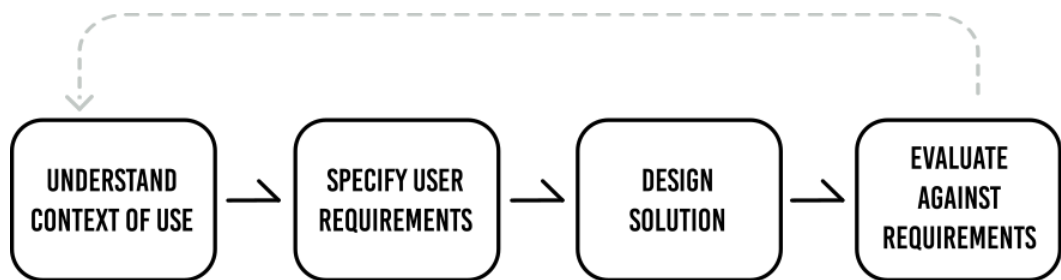 UNDERSTAND
CONTEXT OF USE
SPECIFY USER
REQUIREMENTS
DESIGN
SOLUTION
EVALUATE
AGAINST
REQUIREMENTS